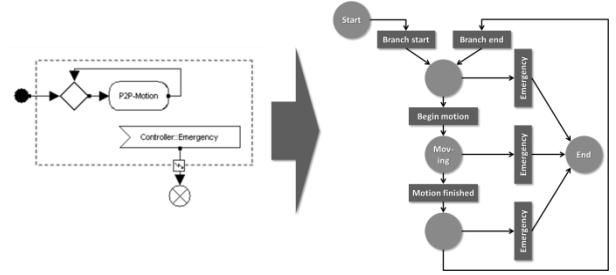 P2P-Motion
Controller::Emergency
Start
Branch start
Branch end
Emergency
Begin motion
Mov-
ing
Emergency
End
Motion finished
Emergency